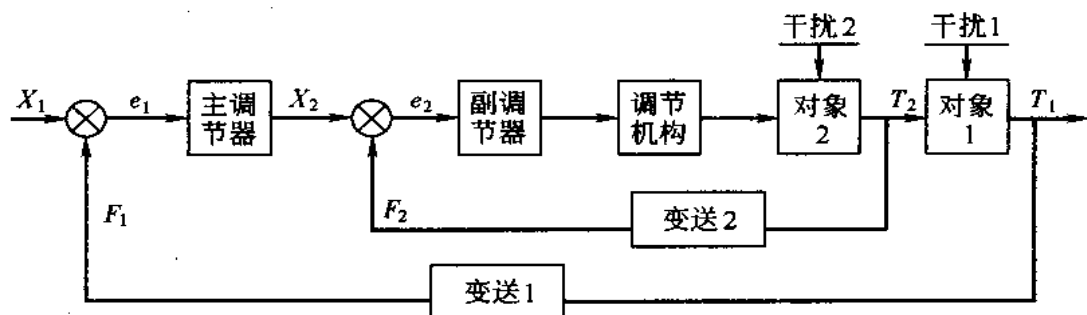 干扰2
干扰1
X₁
e₁
主调
节器
X₂
e₂
副调
节器
调节
机构
对象
2
T₂
对象
1
T₁
F₁
F₂
变送2
变送1